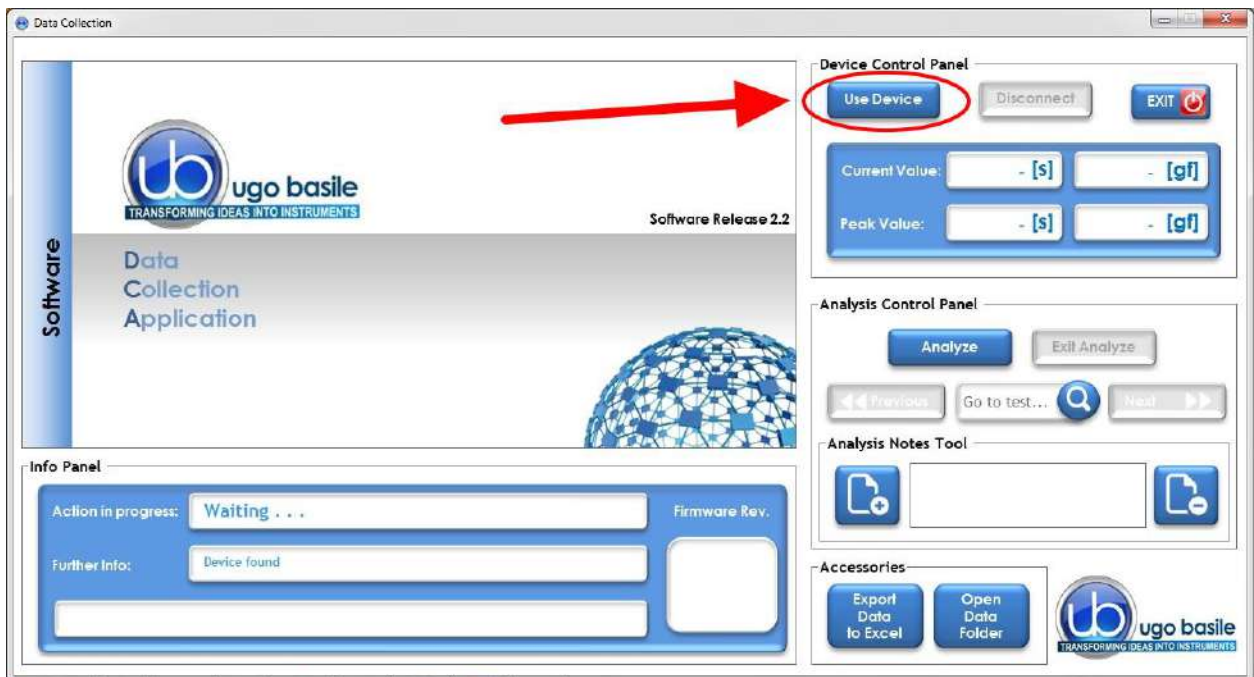 Data Collection
ub ugo basile
TRANSFORMING IDEAS INTO INSTRUMENTS
Software Release 2.2
Software
Data
Collection
Application
Device Control Panel
Use Device
Disconnect
EXIT
Current Value: - [s] - [gf]
Peak Value: - [s] - [gf]
Analysis Control Panel
Analyze
Exit Analyze
Previous
Go to test...
Next
Analysis Notes Tool
Info Panel
Action in progress: Waiting . . .
Firmware Rev.
Further Info: Device found
Accessories
Export
Data
to Excel
Open
Data
Folder
ub ugo basile
TRANSFORMING IDEAS INTO INSTRUMENTS